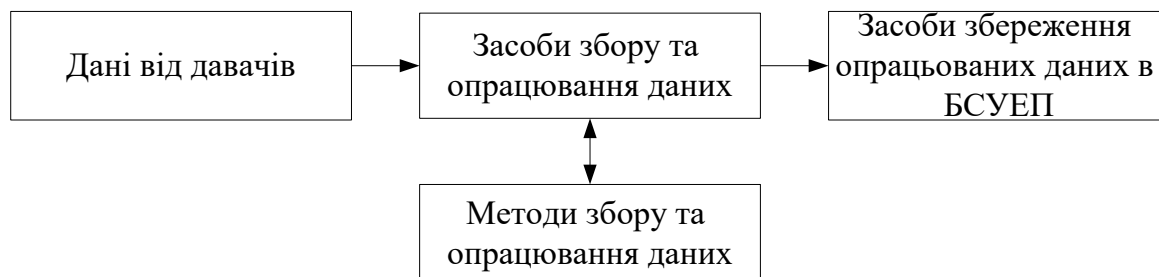 Дані від давачів
Засоби збору та
опрацювання даних
Засоби збереження
опрацьованих даних в
БСУЕП
Методи збору та
опрацювання даних